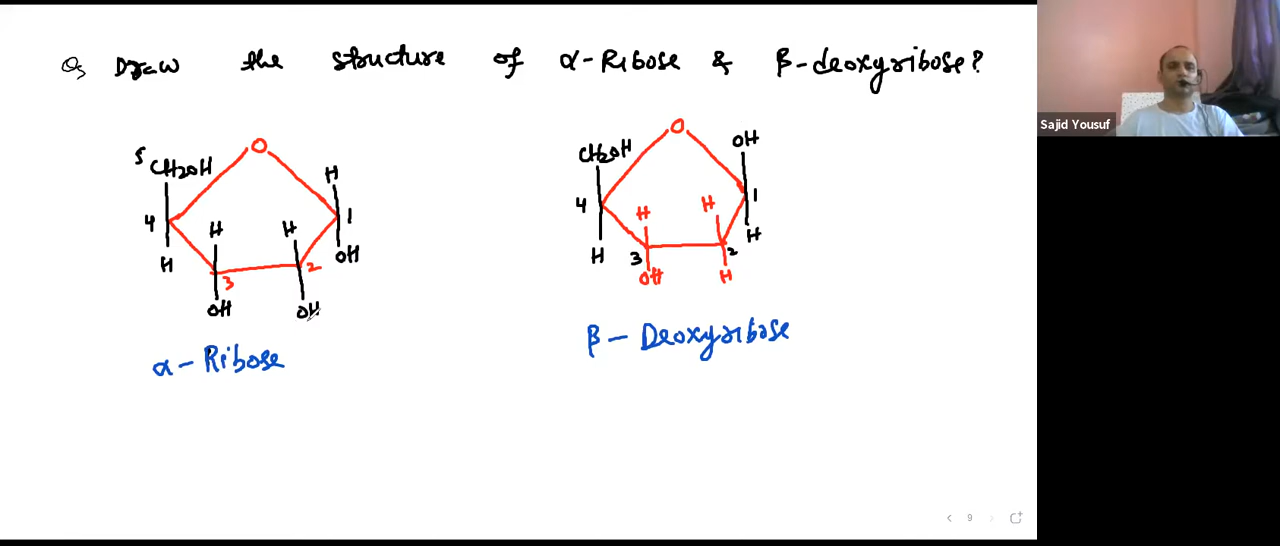 Q, Draw the structure of α-Ribose & β-deoxyribose?
O
5 CH2OH
H
4
H
H
1
H
OH
3
2
OH
OH
α - Ribose
O
CH2OH
OH
4
H
H
1
H
3
2
H
OH
H
β - Deoxyribose
Sajid Yousuf
9